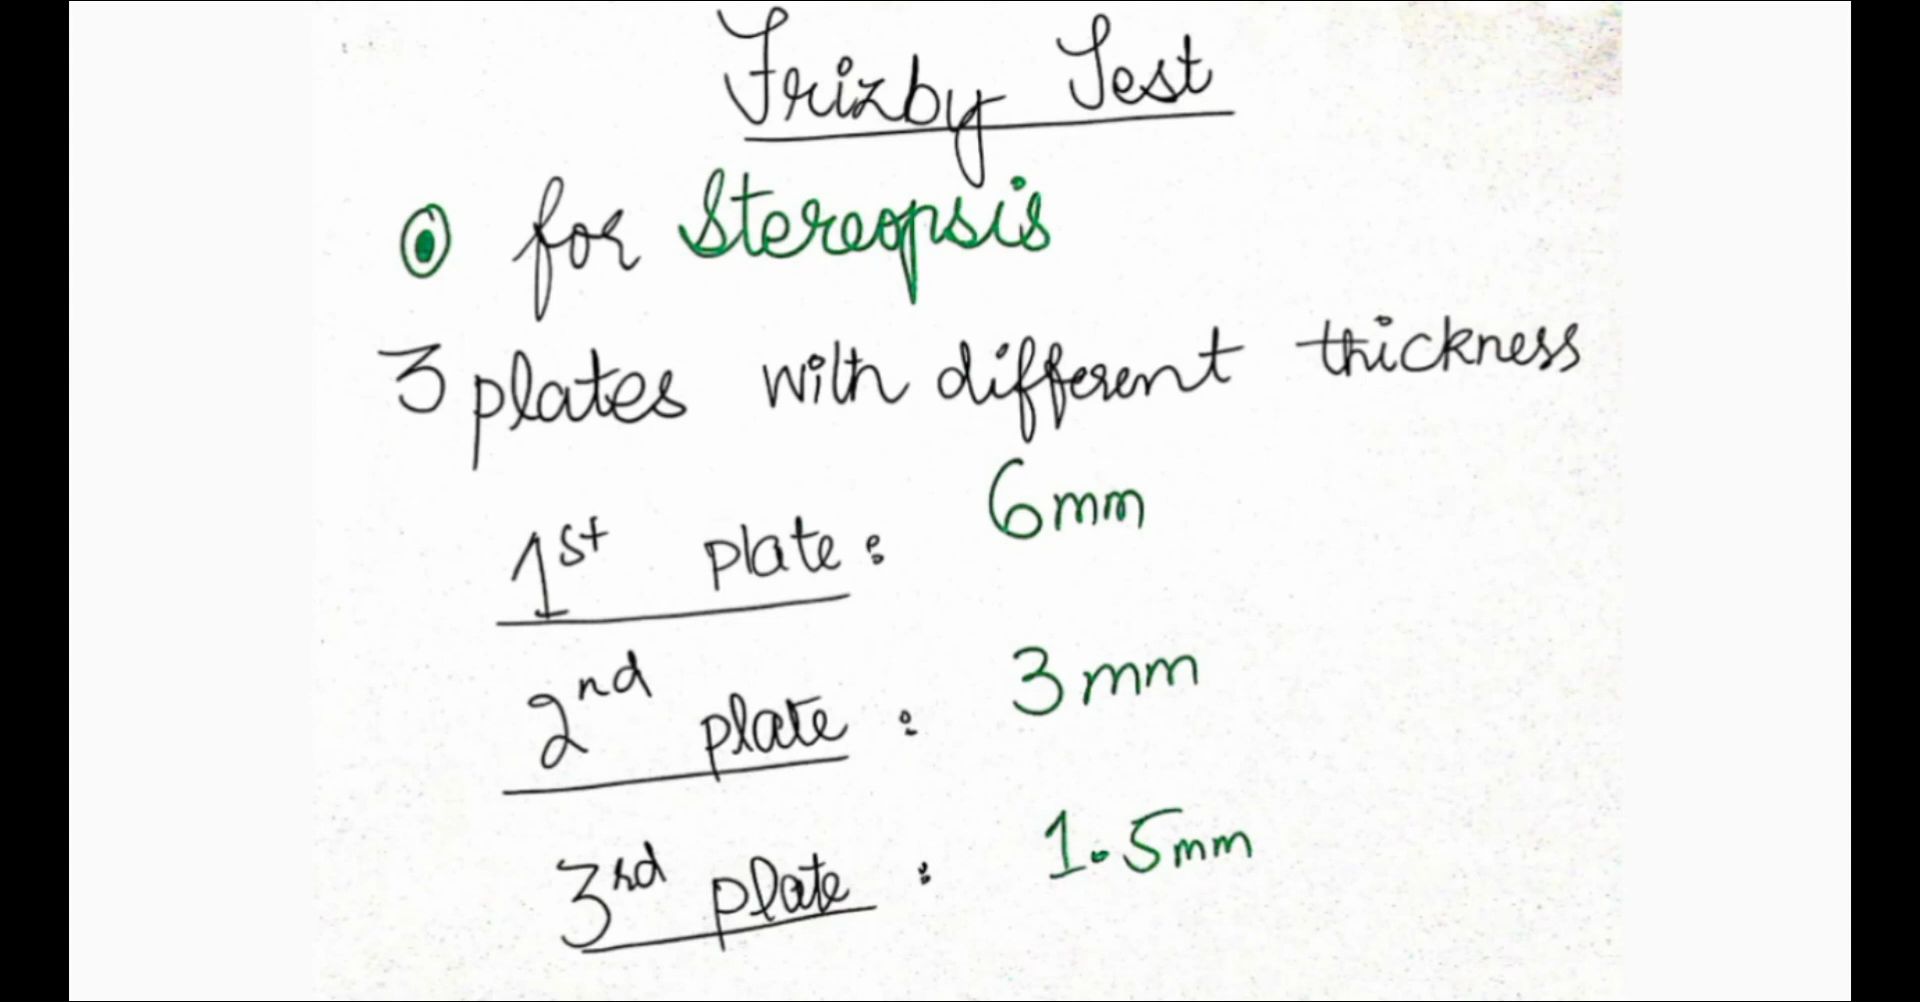 Frizby Test
for Stereopsis
3 plates with different thickness
1st plate: 6mm
2nd plate: 3mm
3rd plate: 1.5mm